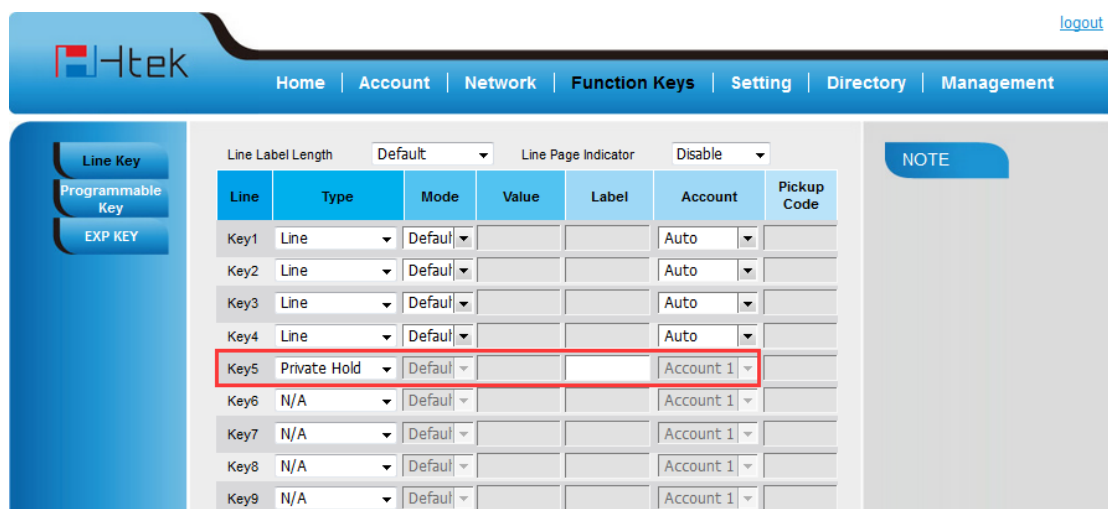 logout
Htek
Home | Account | Network | Function Keys | Setting | Directory | Management
Line Key
Programmable Key
EXP KEY
Line Label Length Default Line Page Indicator Disable
NOTE
Line Type Mode Value Label Account Pickup Code
Key1 Line Defaul Auto
Key2 Line Defaul Auto
Key3 Line Defaul Auto
Key4 Line Defaul Auto
Key5 Private Hold Defaul Account 1
Key6 N/A Defaul Account 1
Key7 N/A Defaul Account 1
Key8 N/A Defaul Account 1
Key9 N/A Defaul Account 1